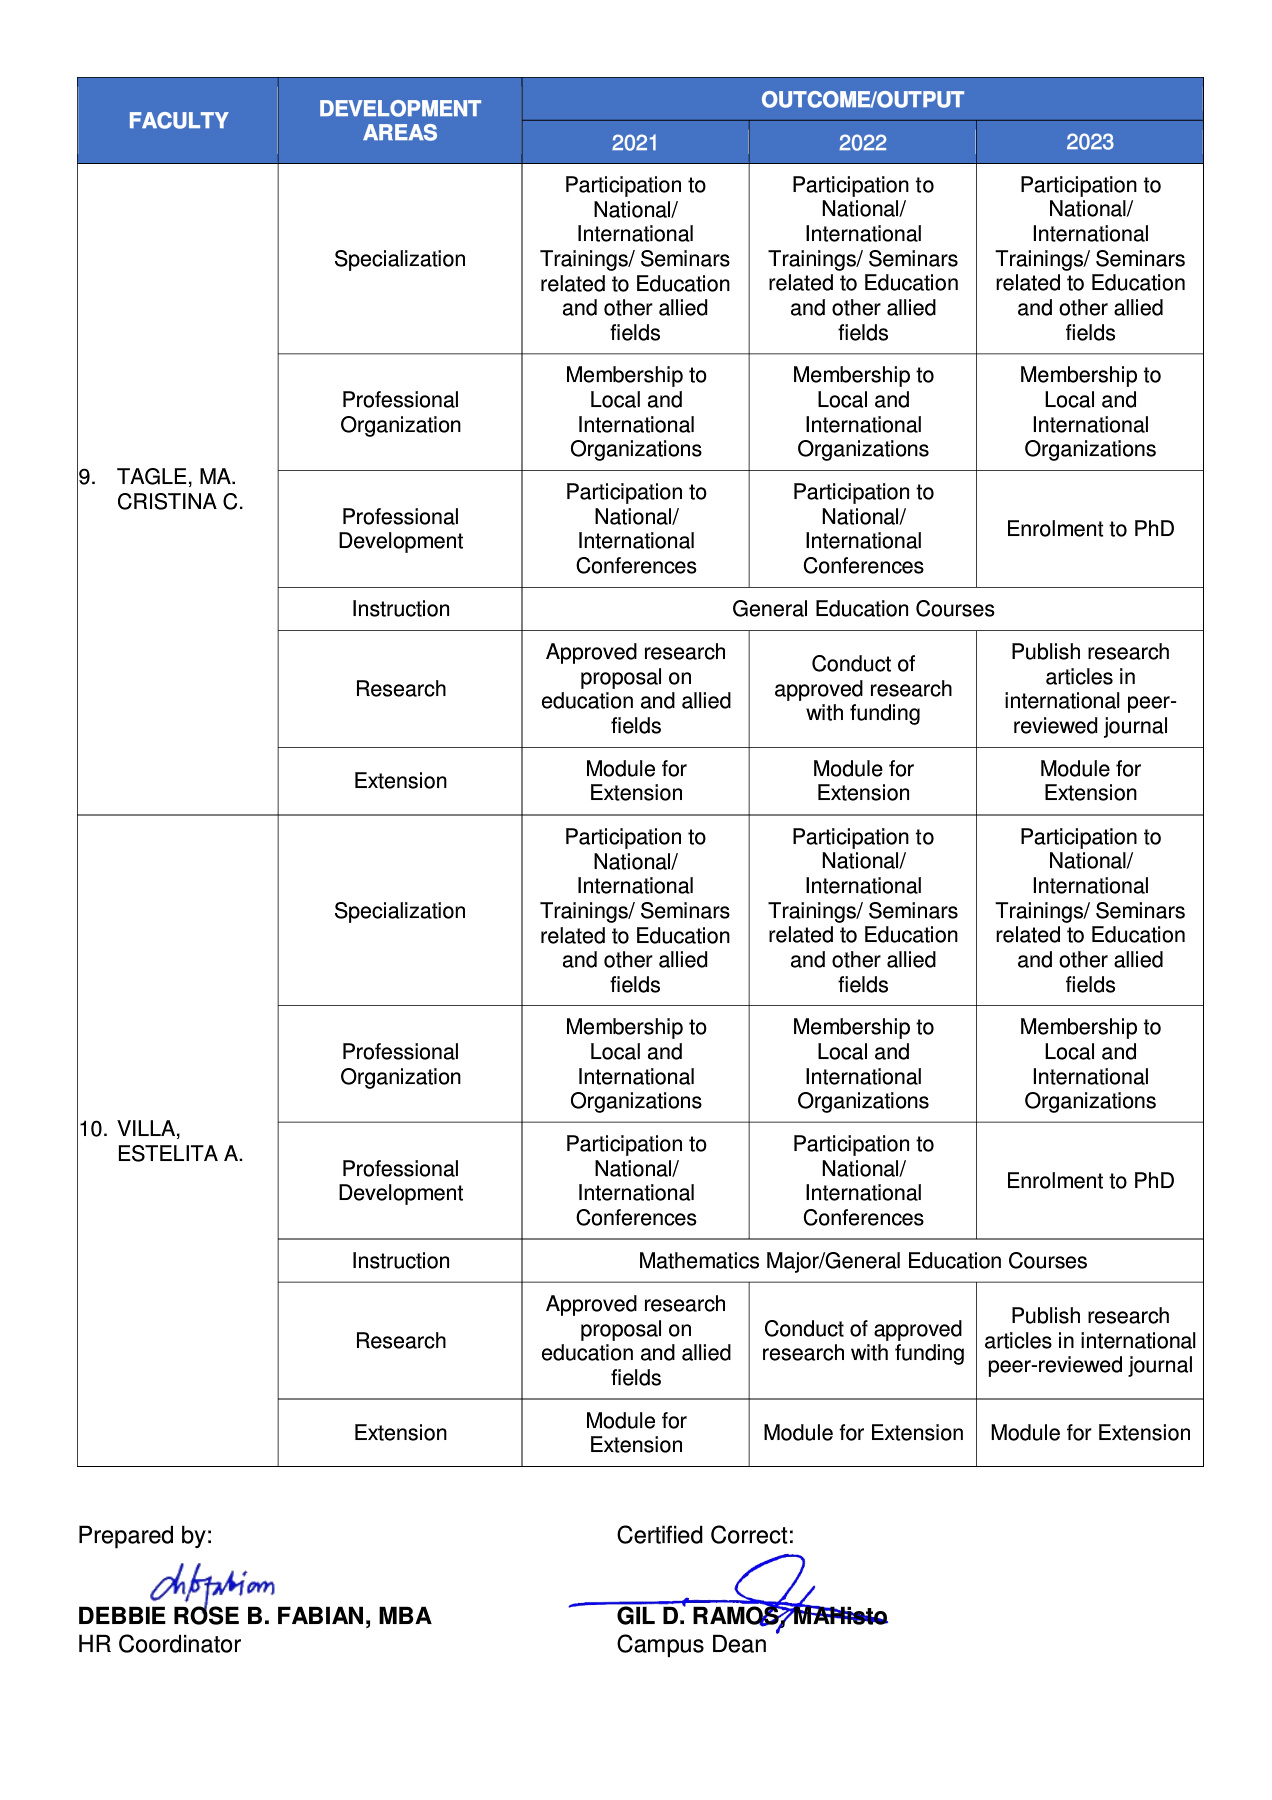 FACULTY
DEVELOPMENT
AREAS
OUTCOME/OUTPUT
2021
2022
2023
9. TAGLE, MA.
CRISTINA C.
Specialization
Participation to
National/
International
Trainings/ Seminars
related to Education
and other allied
fields
Participation to
National/
International
Trainings/ Seminars
related to Education
and other allied
fields
Participation to
National/
International
Trainings/ Seminars
related to Education
and other allied
fields
Professional
Organization
Membership to
Local and
International
Organizations
Membership to
Local and
International
Organizations
Membership to
Local and
International
Organizations
Professional
Development
Participation to
National/
International
Conferences
Participation to
National/
International
Conferences
Enrolment to PhD
Instruction
General Education Courses
Research
Approved research
proposal on
education and allied
fields
Conduct of
approved research
with funding
Publish research
articles in
international peer-
reviewed journal
Extension
Module for
Extension
Module for
Extension
Module for
Extension
10. VILLA,
ESTELITA A.
Specialization
Participation to
National/
International
Trainings/ Seminars
related to Education
and other allied
fields
Participation to
National/
International
Trainings/ Seminars
related to Education
and other allied
fields
Participation to
National/
International
Trainings/ Seminars
related to Education
and other allied
fields
Professional
Organization
Membership to
Local and
International
Organizations
Membership to
Local and
International
Organizations
Membership to
Local and
International
Organizations
Professional
Development
Participation to
National/
International
Conferences
Participation to
National/
International
Conferences
Enrolment to PhD
Instruction
Mathematics Major/General Education Courses
Research
Approved research
proposal on
education and allied
fields
Conduct of approved
research with funding
Publish research
articles in international
peer-reviewed journal
Extension
Module for
Extension
Module for Extension
Module for Extension
Prepared by:
DEBBIE ROSE B. FABIAN, MBA
HR Coordinator
Certified Correct:
GIL D. RAMOS, MAHisto
Campus Dean